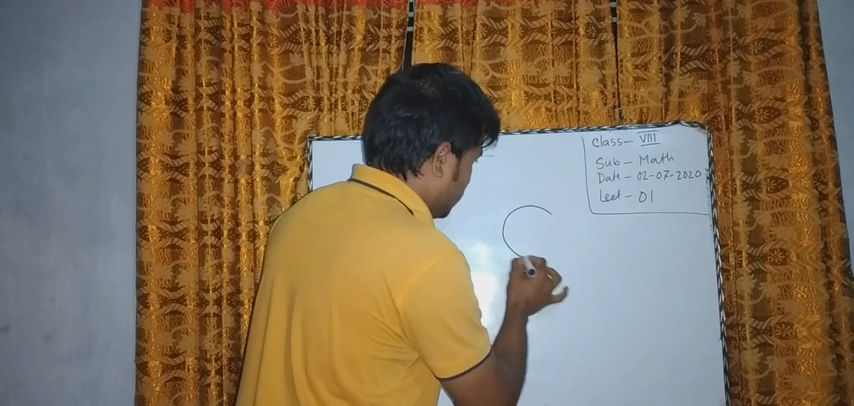 Class- VIII
Sub - Math
Date - 02-07-2020
Lect - 01